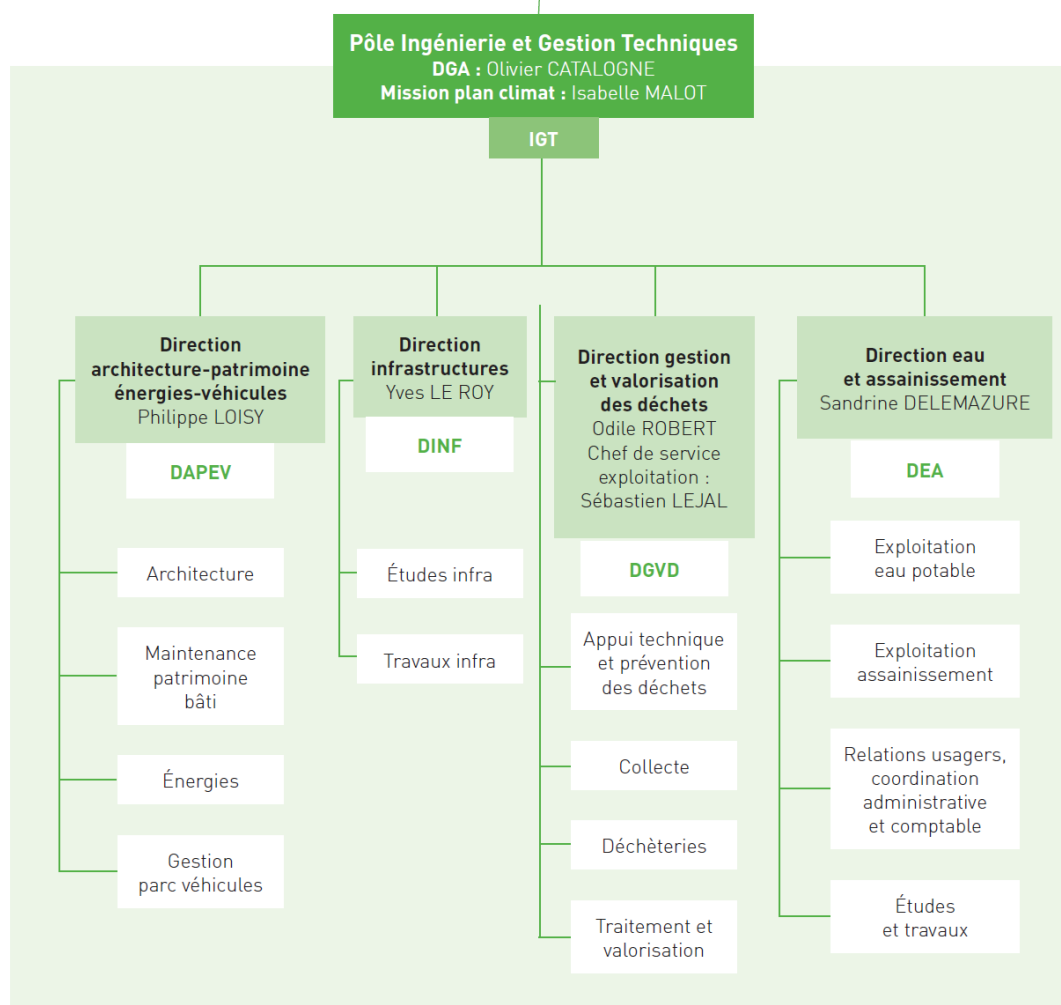 Pôle Ingénierie et Gestion Techniques
DGA : Olivier CATALOGNE
Mission plan climat : Isabelle MALOT
IGT
Direction
architecture-patrimoine
énergies-véhicules
Philippe LOISY
DAPEV
Architecture
Maintenance
patrimoine
bâti
Énergies
Gestion
parc véhicules
Direction
infrastructures
Yves LE ROY
DINF
Études infra
Travaux infra
Direction gestion
et valorisation
des déchets
Odile ROBERT
Chef de service
exploitation :
Sébastien LEJAL
DGVD
Appui technique
et prévention
des déchets
Collecte
Déchèteries
Traitement et
valorisation
Direction eau
et assainissement
Sandrine DELEMAZURE
DEA
Exploitation
eau potable
Exploitation
assainissement
Relations usagers,
coordination
administrative
et comptable
Études
et travaux